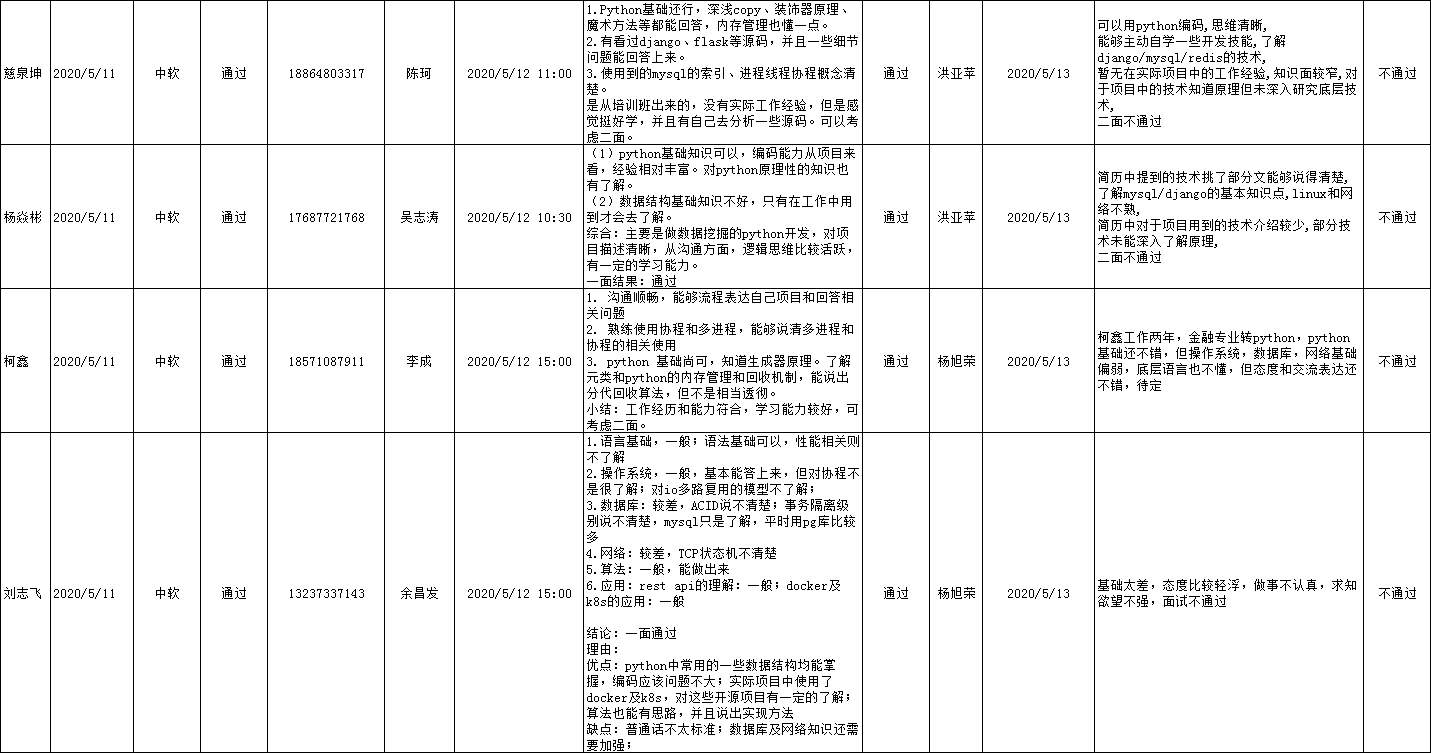 慈泉坤 2020/5/11 中软 通过 18864803317 陈珂 2020/5/12 11:00
1.Python基础还行，深浅copy、装饰器原理、
魔术方法等都能回答，内存管理也懂一点。
2.有看过django、flask等源码，并且一些细节
问题能回答上来。
3.使用到的mysql的索引、进程线程协程概念清
楚。
是从培训班出来的，没有实际工作经验，但是感
觉挺好学，并且有自己去分析一些源码。可以考
虑二面。
通过 洪亚苹 2020/5/13
可以用python编码,思维清晰,
能够主动自学一些开发技能,了解
django/mysql/redis的技术,
暂无在实际项目中的工作经验,知识面较窄,对
于项目中的技术知道原理但未深入研究底层技
术,
二面不通过
不通过
杨焱彬 2020/5/11 中软 通过 17687721768 吴志涛 2020/5/12 10:30
（1）python基础知识可以，编码能力从项目来
看，经验相对丰富。对python原理性的知识也
有了解。
（2）数据结构基础知识不好，只有在工作中用
到才会去了解。
综合：主要是做数据挖掘的python开发，对项
目描述清晰，从沟通方面，逻辑思维比较活跃，
有一定的学习能力。
一面结果：通过
通过 洪亚苹 2020/5/13
简历中提到的技术挑了部分文能够说得清楚,
了解mysql/django的基本知识点,linux和网
络不熟,
简历中对于项目用到的技术介绍较少,部分技
术未能深入了解原理,
二面不通过
不通过
柯鑫 2020/5/11 中软 通过 18571087911 李成 2020/5/12 15:00
1. 沟通顺畅，能够流程表达自己项目和回答相
关问题
2. 熟练使用协程和多进程，能够说清多进程和
协程的相关使用
3. python 基础尚可，知道生成器原理。了解
元类和python的内存管理和回收机制，能说出
分代回收算法，但不是相当透彻。
小结：工作经历和能力符合，学习能力较好，可
考虑二面。
通过 杨旭荣 2020/5/13
柯鑫工作两年，金融专业转python，python
基础还不错，但操作系统，数据库，网络基础
偏弱，底层语言也不懂，但态度和交流表达还
不错，待定
不通过
刘志飞 2020/5/11 中软 通过 13237337143 余昌发 2020/5/12 15:00
1.语言基础，一般；语法基础可以，性能相关则
不了解
2.操作系统，一般，基本能答上来，但对协程不
是很了解；对io多路复用的模型不了解；
3.数据库：较差，ACID说不清楚；事务隔离级
别说不清楚，mysql只是了解，平时用pg库比较
多
4.网络：较差，TCP状态机不清楚
5.算法：一般，能做出来
6.应用：rest api的理解：一般；docker及
k8s的应用：一般
结论：一面通过
理由：
优点：python中常用的一些数据结构均能掌
握，编码应该问题不大；实际项目中使用了
docker及k8s，对这些开源项目有一定的了解；
算法也能有思路，并且说出实现方法
缺点：普通话不太标准；数据库及网络知识还需
要加强；
通过 杨旭荣 2020/5/13
基础太差，态度比较轻浮，做事不认真，求知
欲望不强，面试不通过
不通过